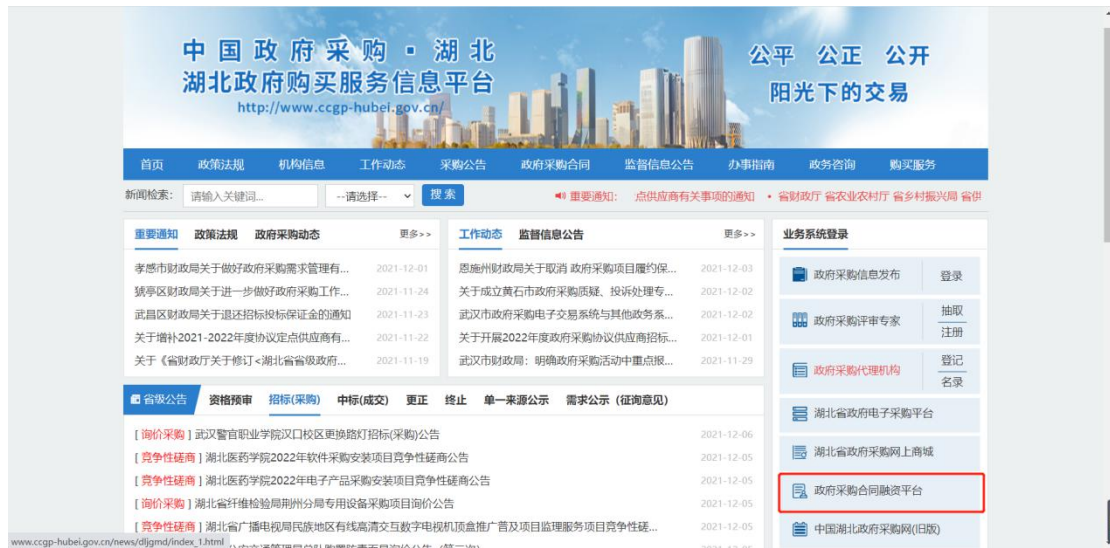 中国政府采购·湖北
湖北政府购买服务信息平台
http://www.ccgp-hubei.gov.cn/
公平 公正 公开
阳光下的交易
首页 政策法规 机构信息 工作动态 采购公告 政府采购合同 监督信息公告 办事指南 政务咨询 购买服务
新闻检索: 请输入关键词... --请选择-- 搜索 重要通知: 点供应商有关事项的通知 • 省财政厅 省农业农村厅 省乡村振兴局 省供
重要通知 政策法规 政府采购动态 更多>>
孝感市财政局关于做好政府采购需求管理有... 2021-12-01
猇亭区财政局关于进一步做好政府采购工作... 2021-11-24
武昌区财政局关于退还招标投标保证金的通知 2021-11-23
关于增补2021-2022年度协议定点供应商有... 2021-11-22
关于《省财政厅关于修订<湖北省省级政府... 2021-11-19
工作动态 监督信息公告 更多>>
恩施州财政局关于取消 政府采购项目履约保... 2021-12-03
关于成立黄石市政府采购质疑、投诉处理专... 2021-12-02
武汉市政府采购电子交易系统与其他政务系... 2021-12-02
关于开展2022年度政府采购协议供应商招标... 2021-12-01
武汉市财政局：明确政府采购活动中重点报... 2021-11-29
业务系统登录
政府采购信息发布 登录
政府采购评审专家 抽取
注册
政府采购代理机构 登记
名录
湖北省政府电子采购平台
湖北省政府采购网上商城
政府采购合同融资平台
中国湖北政府采购网(旧版)
省级公告 资格预审 招标(采购) 中标(成交) 更正 终止 单一来源公示 需求公示（征询意见）
[ 询价采购 ] 武汉警官职业学院汉口校区更换路灯招标(采购)公告 2021-12-06
[ 竞争性磋商 ] 湖北医药学院2022年软件采购安装项目竞争性磋商公告 2021-12-05
[ 竞争性磋商 ] 湖北医药学院2022年电子产品采购安装项目竞争性磋商公告 2021-12-05
[ 询价采购 ] 湖北省纤维检验局荆州分局专用设备采购项目询价公告 2021-12-05
[ 竞争性磋商 ] 湖北省广播电视局民族地区有线高清交互数字电视机顶盒推广普及项目监理服务项目竞争性磋... 2021-12-05
www.ccgp-hubei.gov.cn/news/dljgmd/index_1.html